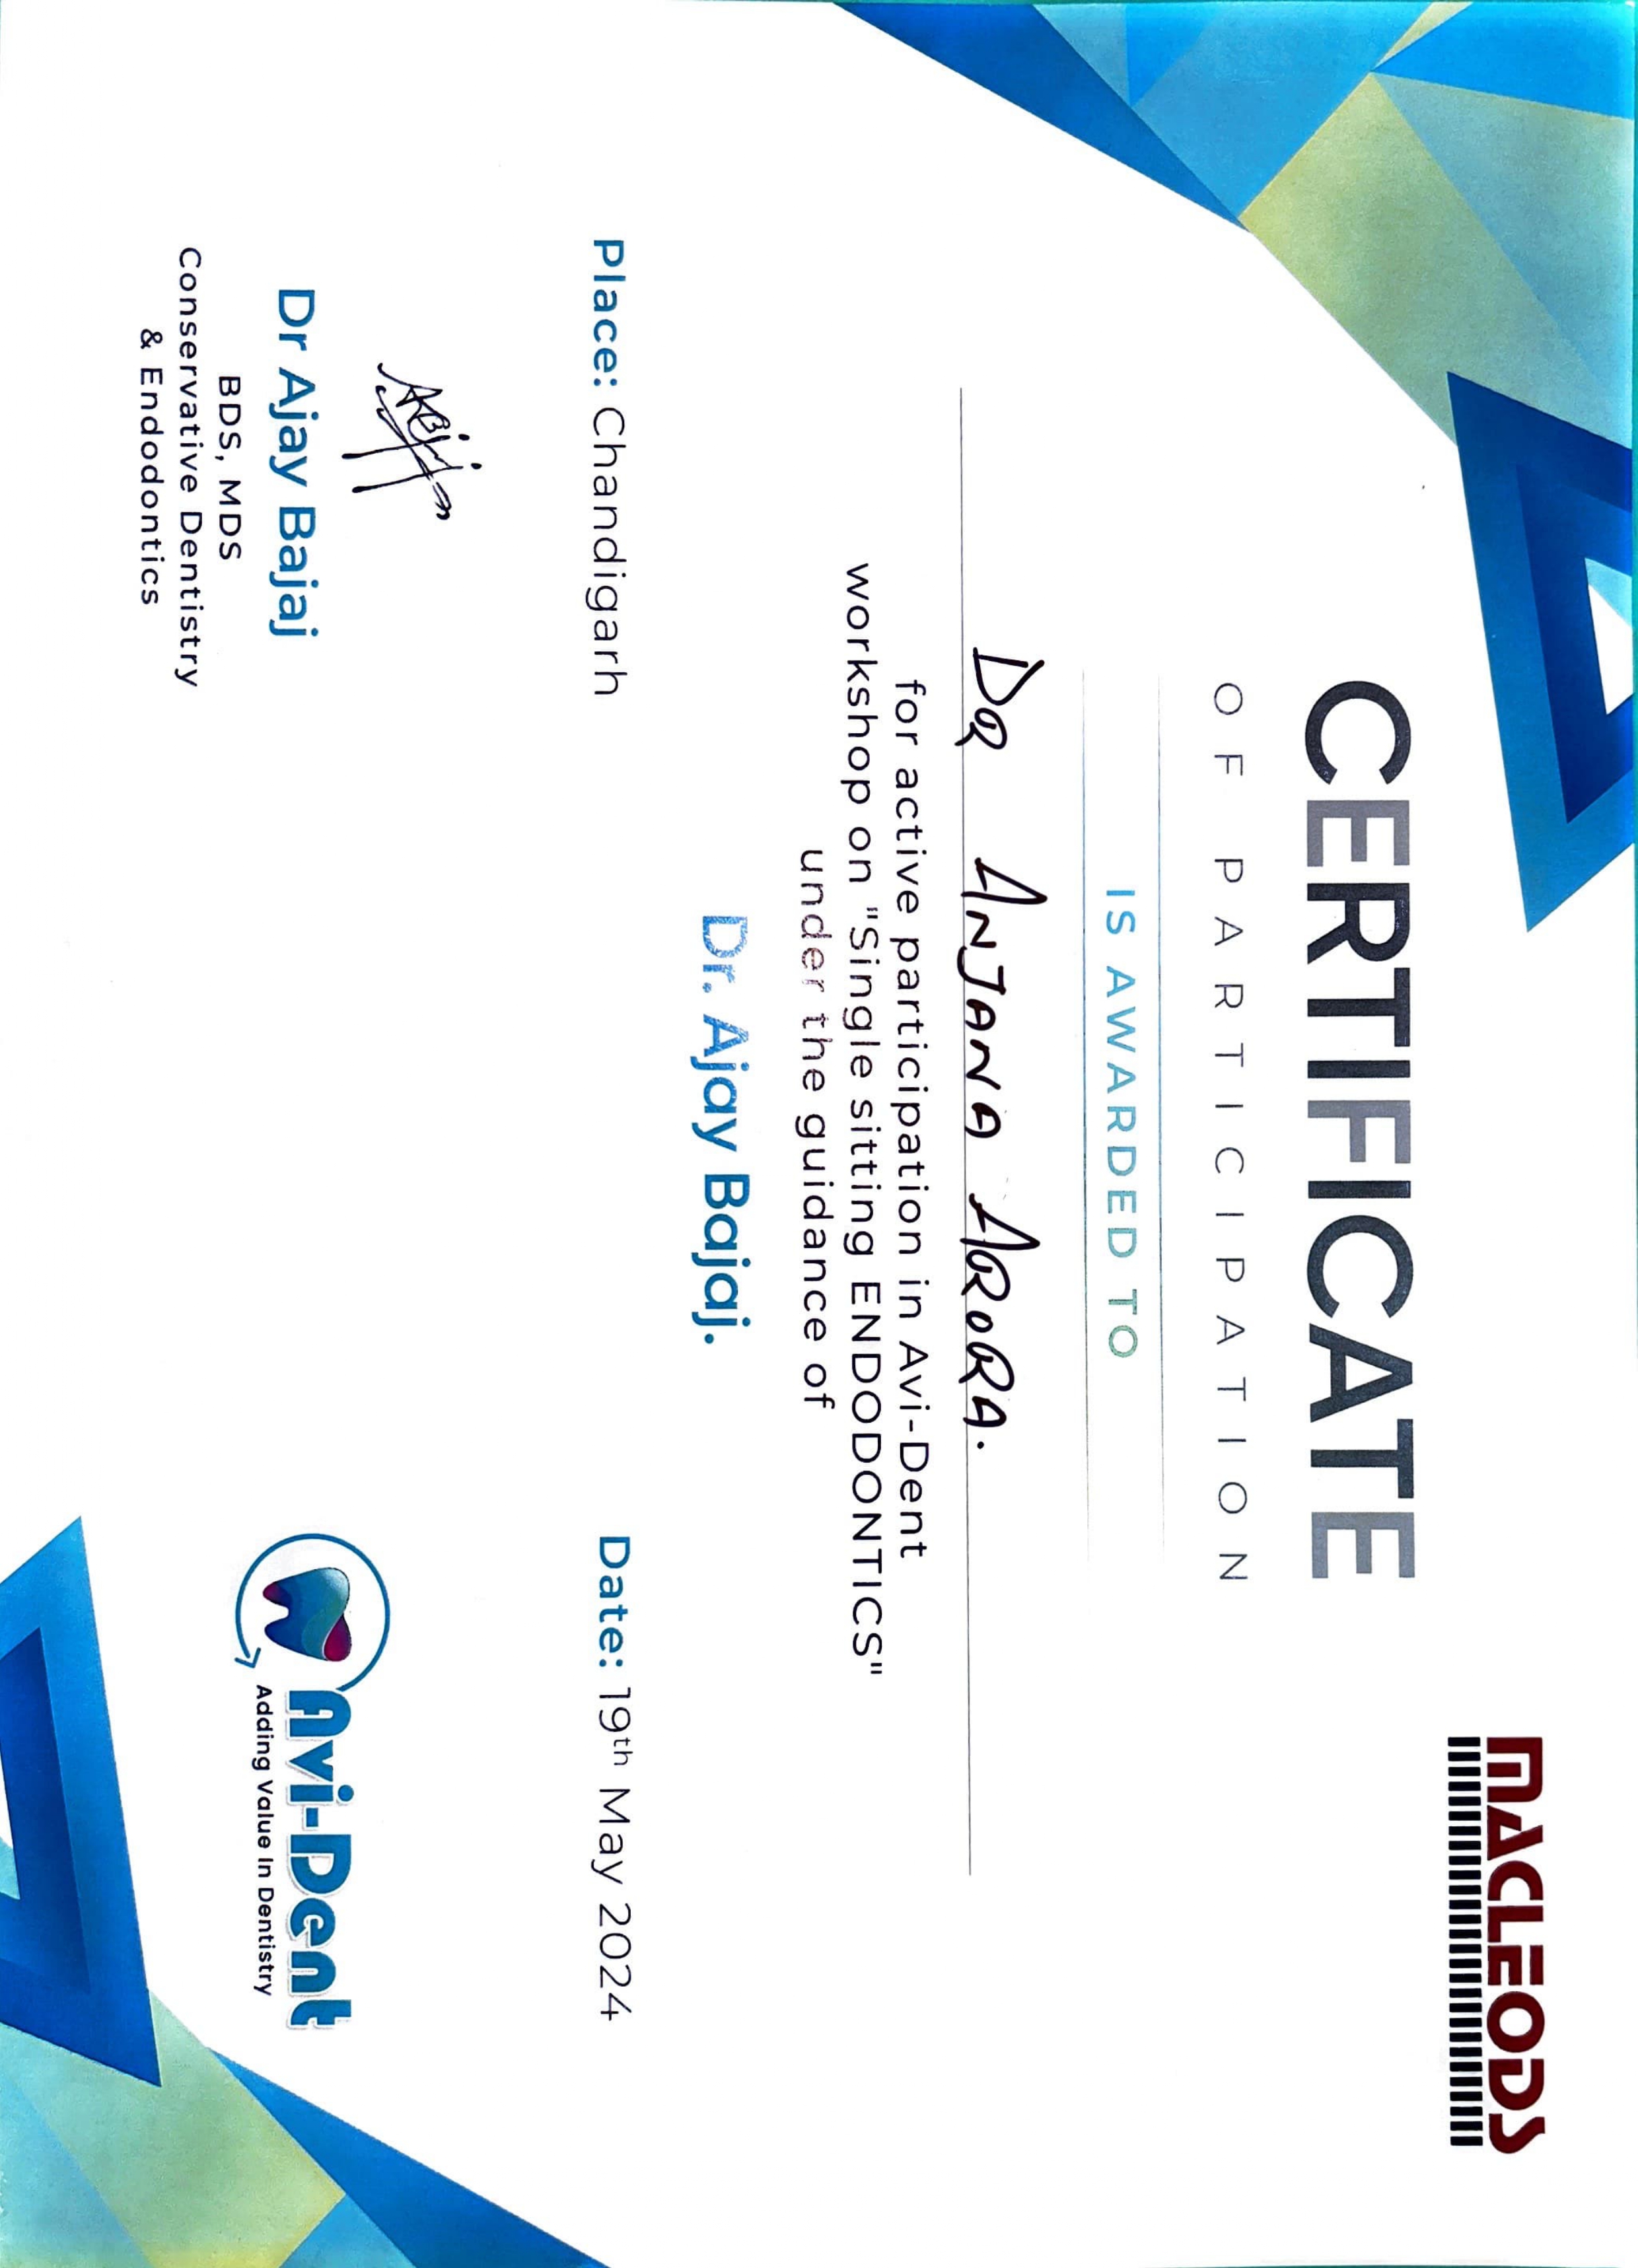 MACLEODS
CERTIFICATE
OF PARTICIPATION
IS AWARDED TO
DR ANJANA ARORA.
for active participation in Avi-Dent
workshop on "Single sitting ENDODONTICS"
under the guidance of
Dr. Ajay Bajaj.
Place: Chandigarh
Date: 19th May 2024
Dr Ajay Bajaj
BDS, MDS
Conservative Dentistry
& Endodontics
Avi-Dent
Adding Value In Dentistry